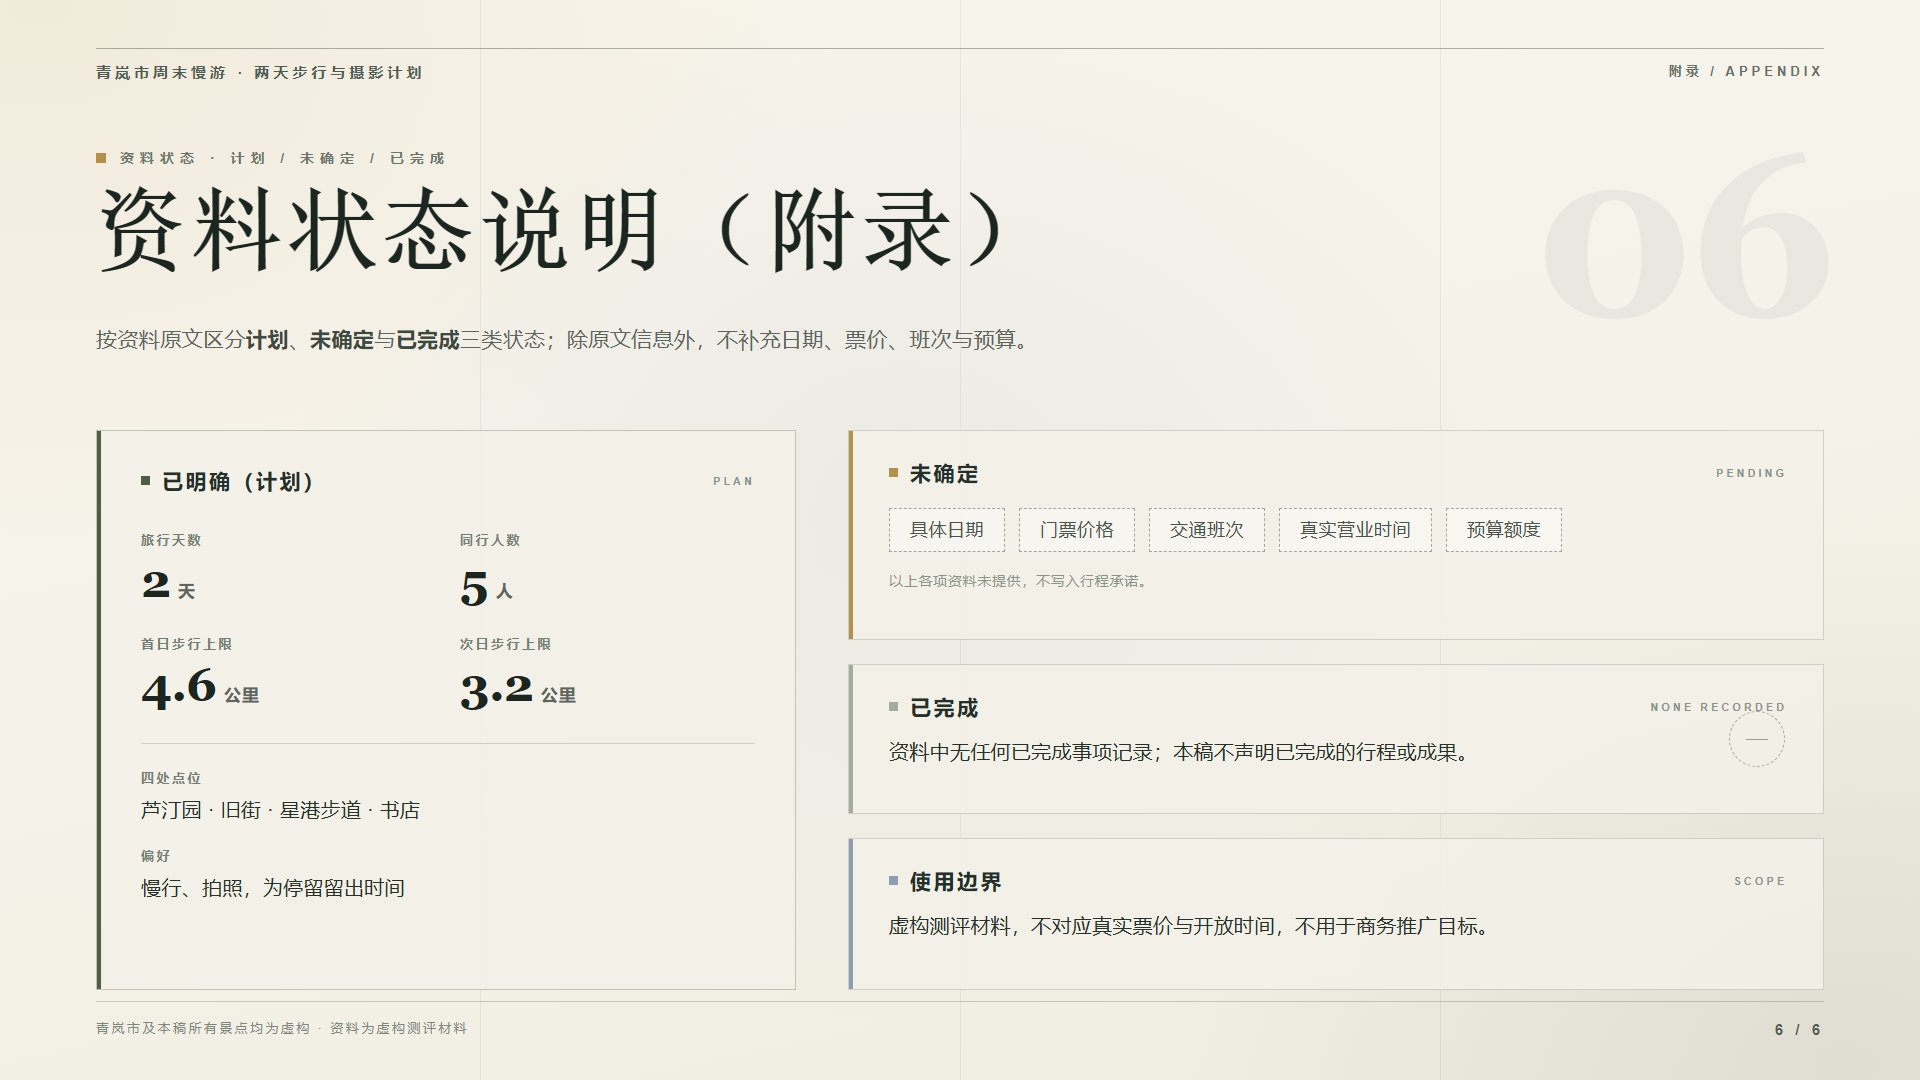 青岚市周末慢游 · 两天步行与摄影计划
附录 / APPENDIX
资料状态 · 计划 / 未确定 / 已完成
06
资料状态说明（附录）
按资料原文区分计划、未确定与已完成三类状态；除原文信息外，不补充日期、票价、班次与预算。
已明确（计划）
PLAN
旅行天数
2 天
同行人数
5 人
首日步行上限
4.6 公里
次日步行上限
3.2 公里
四处点位
芦汀园 · 旧街 · 星港步道 · 书店
偏好
慢行、拍照，为停留留出时间
未确定
PENDING
具体日期
门票价格
交通班次
真实营业时间
预算额度
以上各项资料未提供，不写入行程承诺。
已完成
NONE RECORDED
资料中无任何已完成事项记录；本稿不声明已完成的行程或成果。
—
使用边界
SCOPE
虚构测评材料，不对应真实票价与开放时间，不用于商务推广目标。
青岚市及本稿所有景点均为虚构 · 资料为虚构测评材料
6 / 6